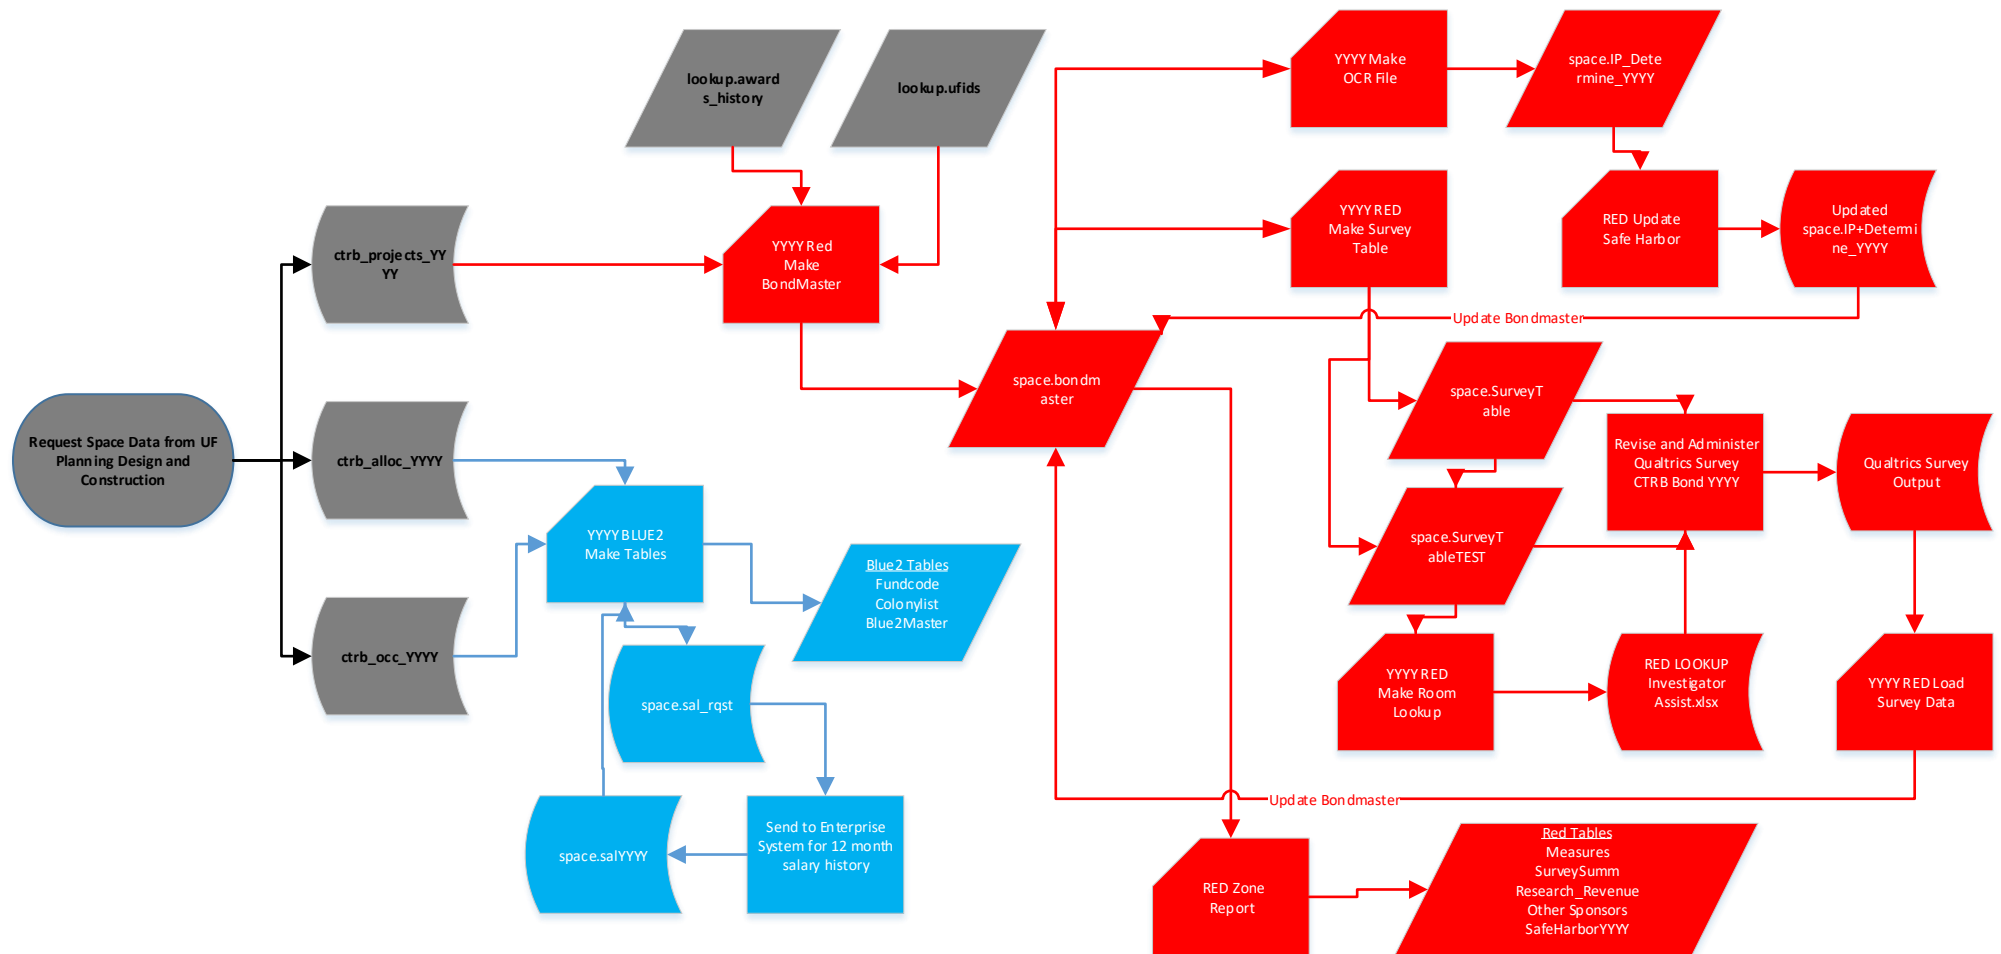 Request Space Data from UF
Planning Design and
Construction
ctrb_projects_YY
YY
ctrb_alloc_YYYY
ctrb_occ_YYYY
lookup.award
s_history
lookup.ufids
YYYY Red
Make
BondMaster
YYYY BLUE2
Make Tables
Blue2 Tables
Fundcode
Colonylist
Blue2Master
space.sal_rqst
Send to Enterprise
System for 12 month
salary history
space.salYYYY
space.bondm
aster
YYYY Make
OCR File
space.IP_Dete
rmine_YYYY
YYYY RED
Make Survey
Table
RED Update
Safe Harbor
Updated
space.IP+Determi
ne_YYYY
Update Bondmaster
space.SurveyT
able
Revise and Administer
Qualtrics Survey
CTRB Bond YYYY
Qualtrics Survey
Output
space.SurveyT
ableTEST
YYYY RED
Make Room
Lookup
RED LOOKUP
Investigator
Assist.xlsx
YYYY RED Load
Survey Data
Update Bondmaster
RED Zone
Report
Red Tables
Measures
SurveySumm
Research_Revenue
Other Sponsors
SafeHarborYYYY